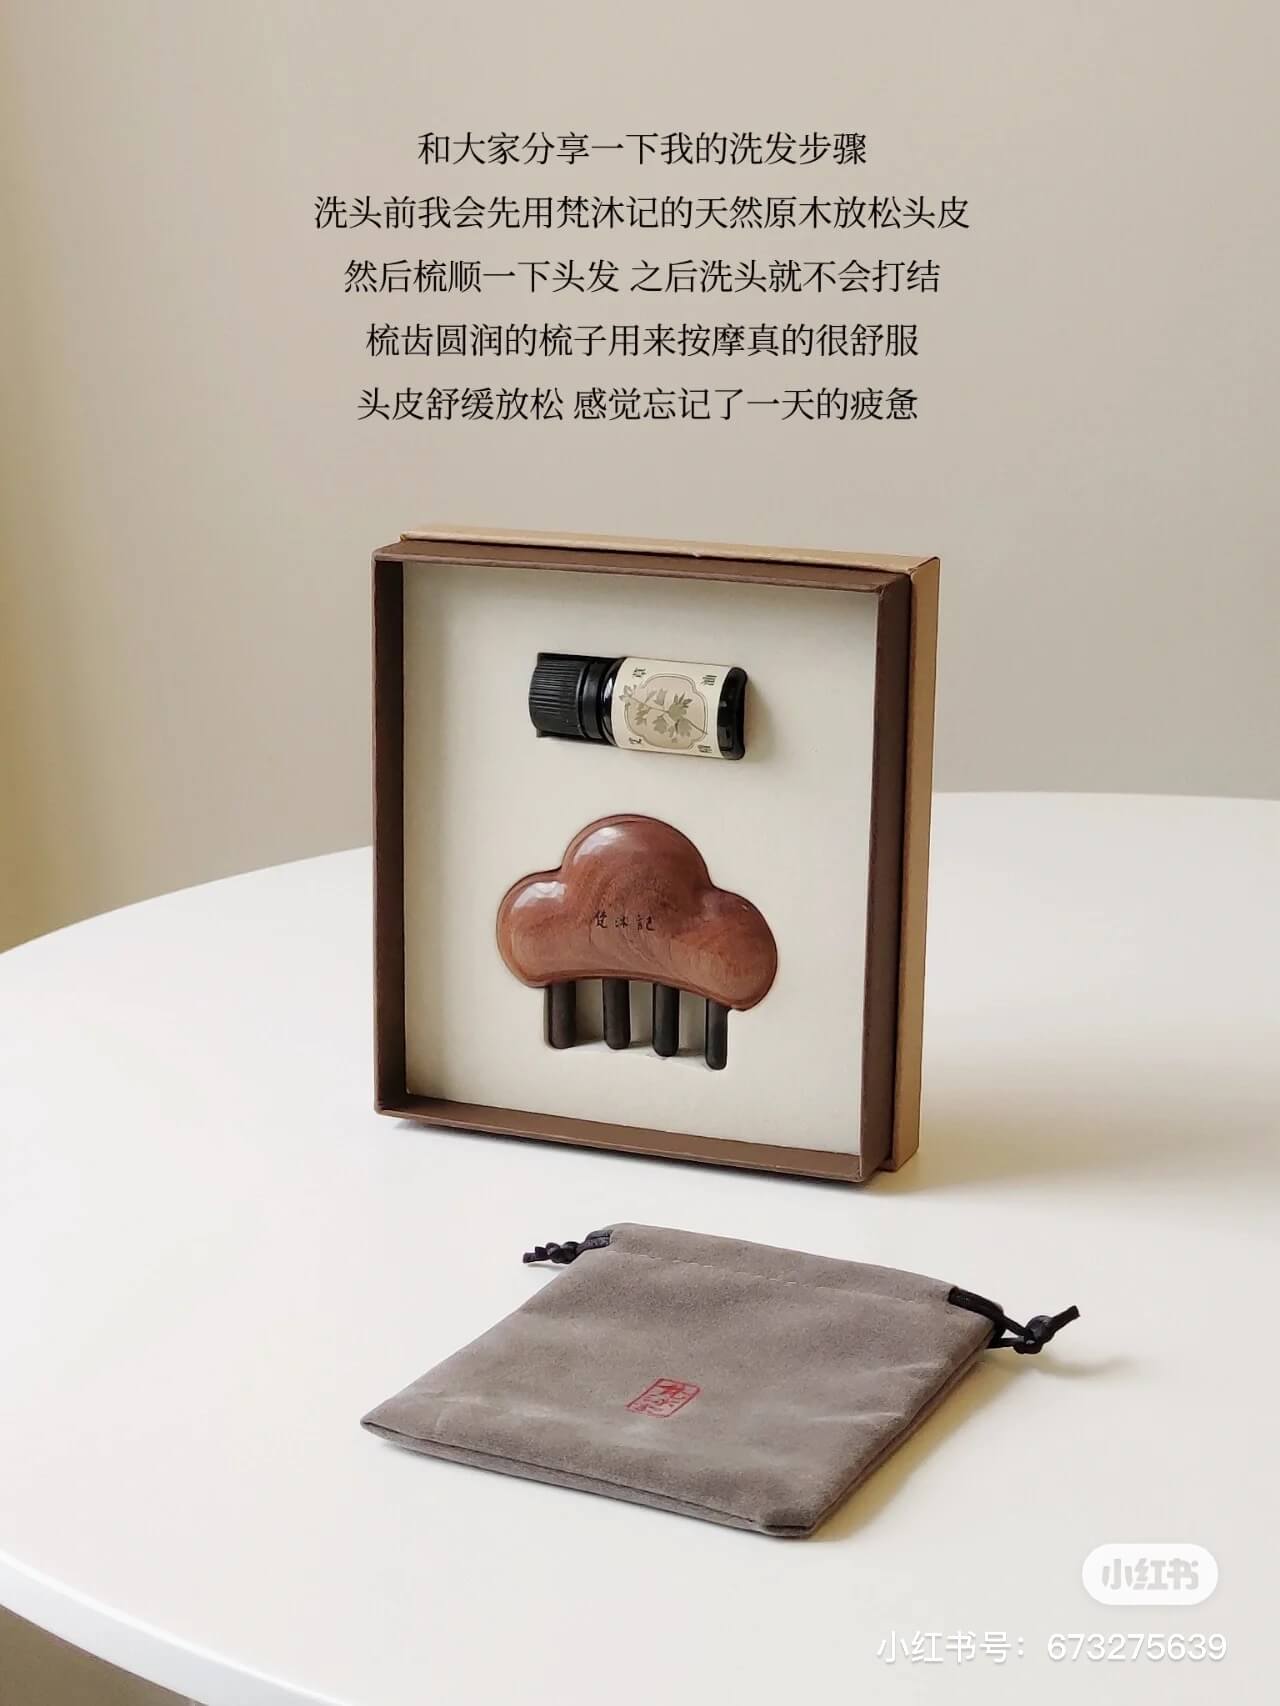 和大家分享一下我的洗发步骤
洗头前我会先用梵沐记的天然原木放松头皮
然后梳顺一下头发 之后洗头就不会打结
梳齿圆润的梳子用来按摩真的很舒服
头皮舒缓放松 感觉忘记了一天的疲惫
梵沐記
小红书
小红书号：673275639